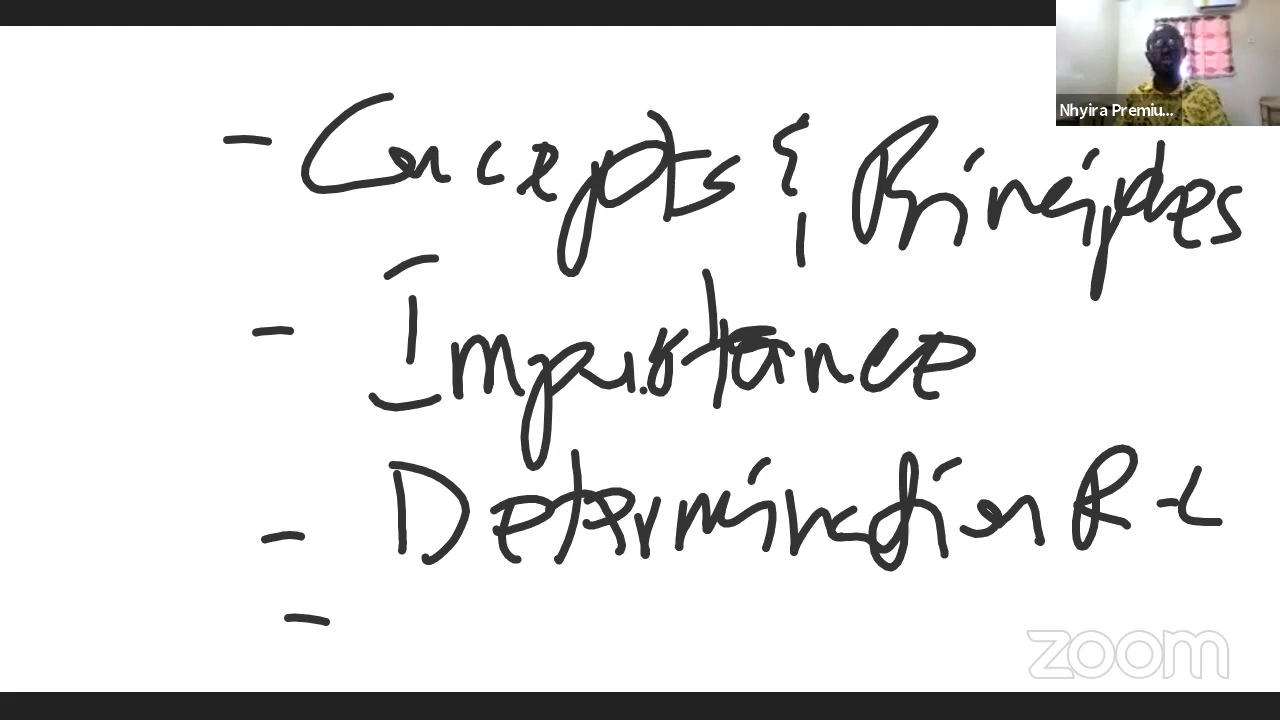 Nhyira Premiu...
- Concepts & Principles
- Importance
- Determination R-L
-
zoom